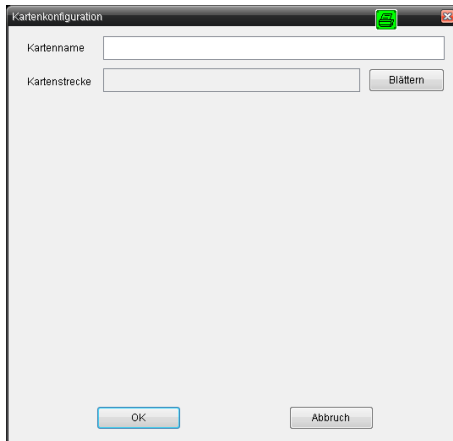 Kartenkonfiguration
Kartenname
Kartenstrecke
Blättern
OK
Abbruch